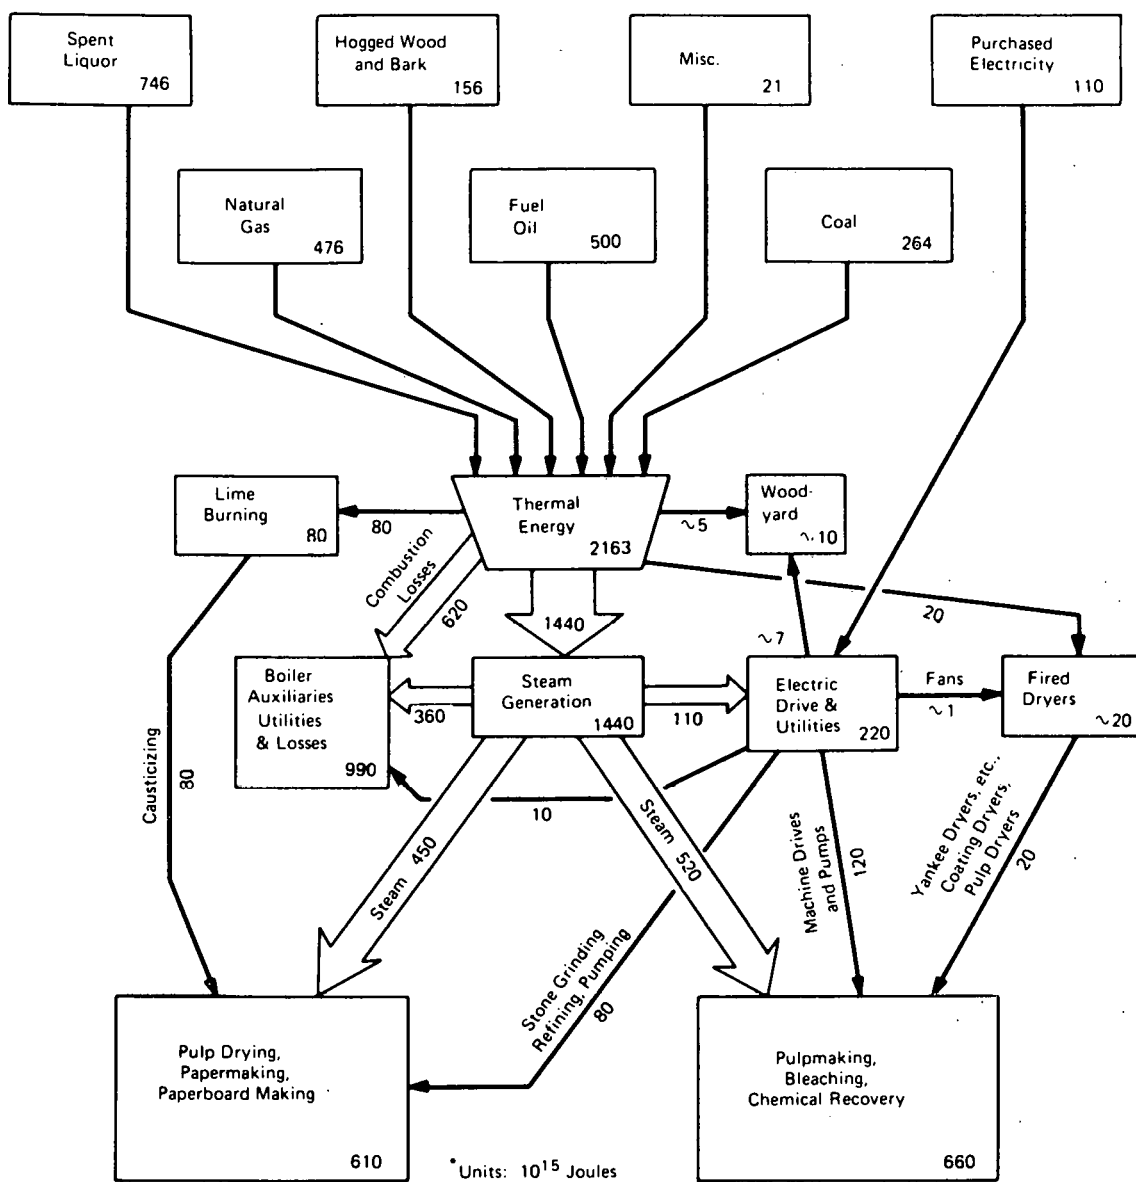 Spent
Liquor
746
Hogged Wood
and Bark
156
Misc.
21
Purchased
Electricity
110
Natural
Gas
476
Fuel
Oil
500
Coal
264
Lime
Burning
80
80
Thermal
Energy
2163
~5
Wood-
yard
~10
Combustion
Losses
620
1440
~7
20
Boiler
Auxiliaries
Utilities
& Losses
990
360
Steam
Generation
1440
110
Electric
Drive &
Utilities
220
Fans
~1
Fired
Dryers
~20
10
Causticizing
80
Steam 450
Steam 520
Machine Drives
and Pumps
120
Yankee Dryers, etc.,
Coating Dryers,
Pulp Dryers
20
Stone Grinding
Refining, Pumping
80
Pulp Drying,
Papermaking,
Paperboard Making
610
Pulpmaking,
Bleaching,
Chemical Recovery
660
*Units: 10¹⁵ Joules